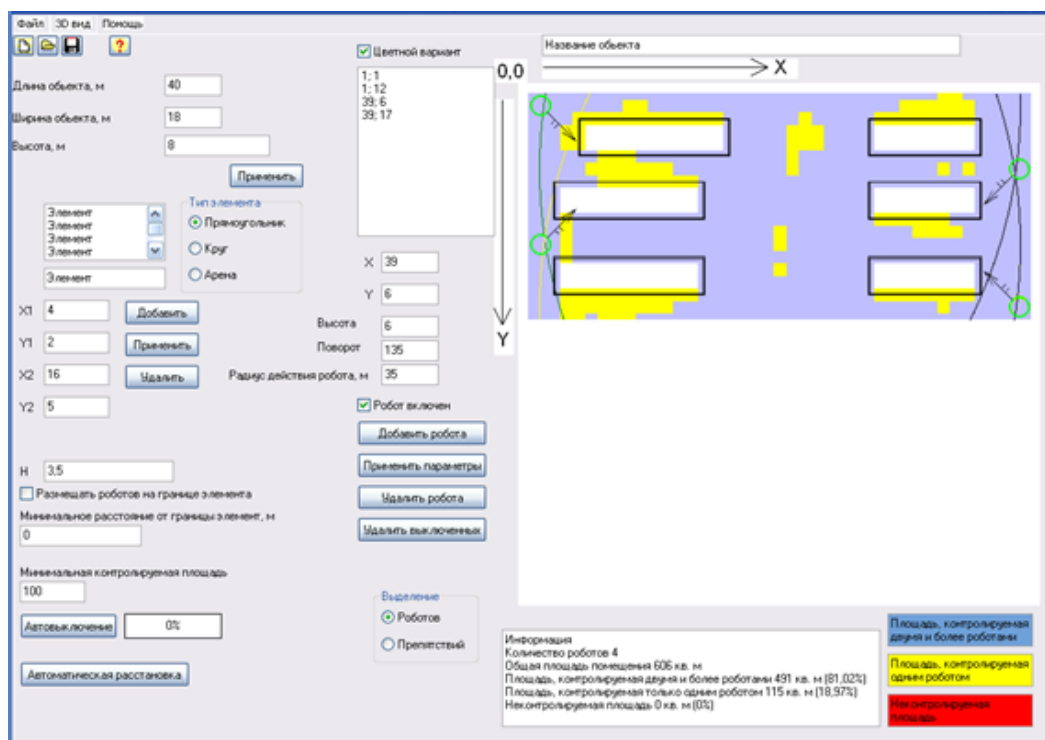 Файл 3D вид Помощь
Цветной вариант
Название обьекта
0,0
X
Длина обьекта, м 40
Ширина обьекта, м 18
Высота, м 8
Применить
1; 1
1; 12
39; 6
39; 17
Тип элемента
Элемент
Элемент
Элемент
Элемент
Элемент
Прямоугольник
Круг
Арена
X 39
Y 6
Y
X1 4
Добавить
Y1 2
Применить
X2 16
Удалить
Y2 5
Высота 6
Поворот 135
Радиус действия робота, м 35
Робот включен
Добавить робота
Применить параметры
Удалить робота
Удалить выключенных
H 3,5
Размещать роботов на границе элемента
Минимальное расстояние от границы элемент, м
0
Минимальная контролируемая площадь
100
Автовыключение 0%
Автоматическая расстановка
Выделение
Роботов
Препятствий
Информация
Количество роботов 4
Общая площадь помещения 606 кв. м
Площадь, контролируемая двумя и более роботами 491 кв. м (81,02%)
Площадь, контролируемая только одним роботом 115 кв. м (18,97%)
Неконтролируемая площадь 0 кв. м (0%)
Площадь, контролируемая
двумя и более роботами
Площадь, контролируемая
одним роботом
Неконтролируемая
площадь